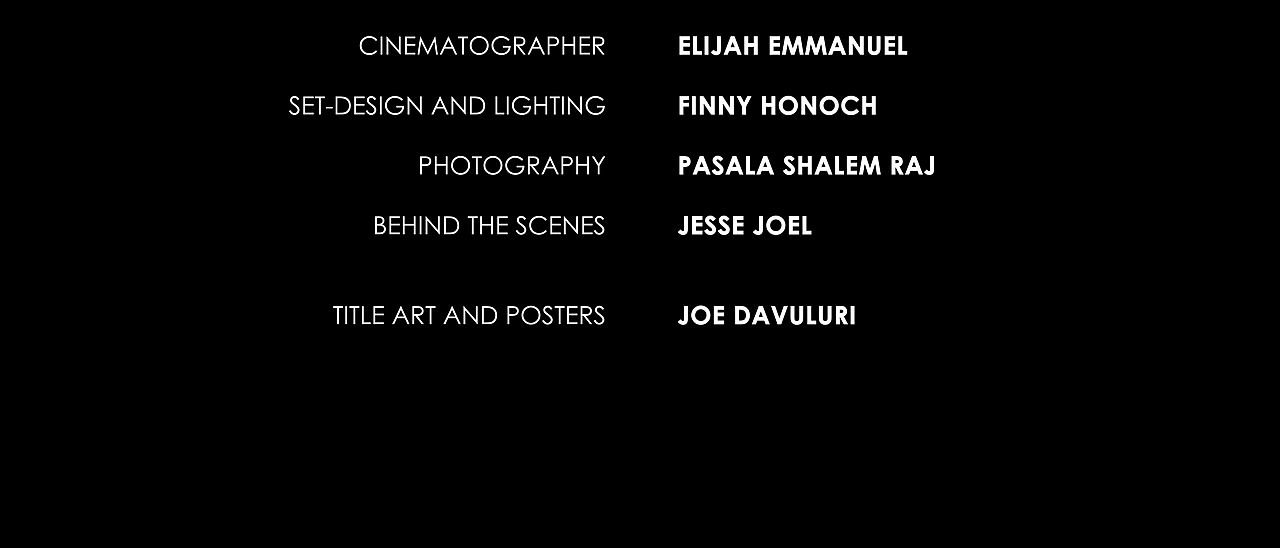 CINEMATOGRAPHER ELIJAH EMMANUEL
SET-DESIGN AND LIGHTING FINNY HONOCH
PHOTOGRAPHY PASALA SHALEM RAJ
BEHIND THE SCENES JESSE JOEL
TITLE ART AND POSTERS JOE DAVULURI